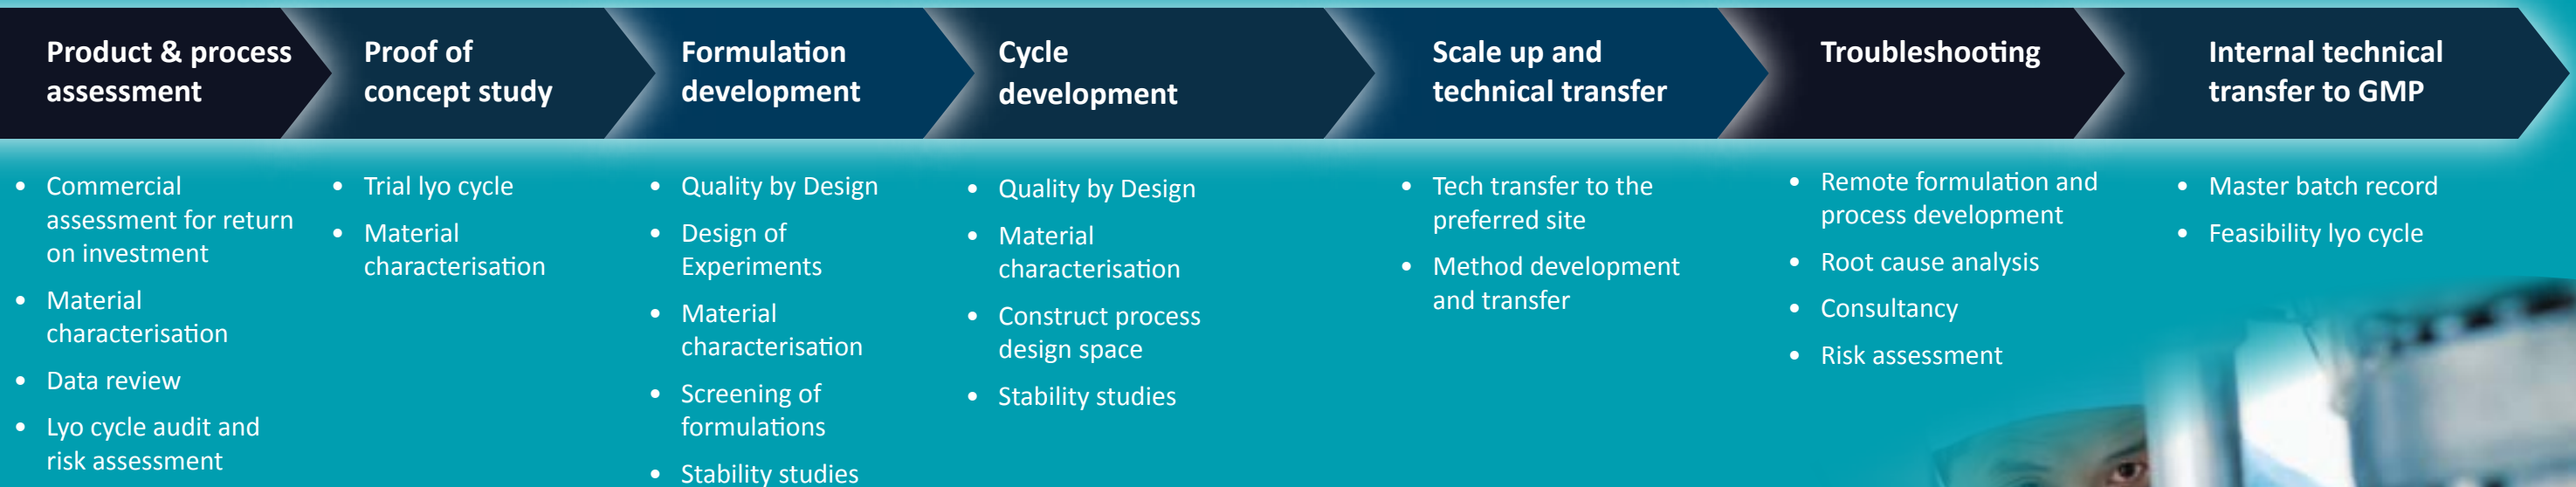 Product & process
assessment
Proof of
concept study
Formulation
development
Cycle
development
Scale up and
technical transfer
Troubleshooting
Internal technical
transfer to GMP
• Commercial
assessment for return
on investment
• Material
characterisation
• Data review
• Lyo cycle audit and
risk assessment
• Trial lyo cycle
• Material
characterisation
• Quality by Design
• Design of
Experiments
• Material
characterisation
• Screening of
formulations
• Stability studies
• Quality by Design
• Material
characterisation
• Construct process
design space
• Stability studies
• Tech transfer to the
preferred site
• Method development
and transfer
• Remote formulation and
process development
• Root cause analysis
• Consultancy
• Risk assessment
• Master batch record
• Feasibility lyo cycle